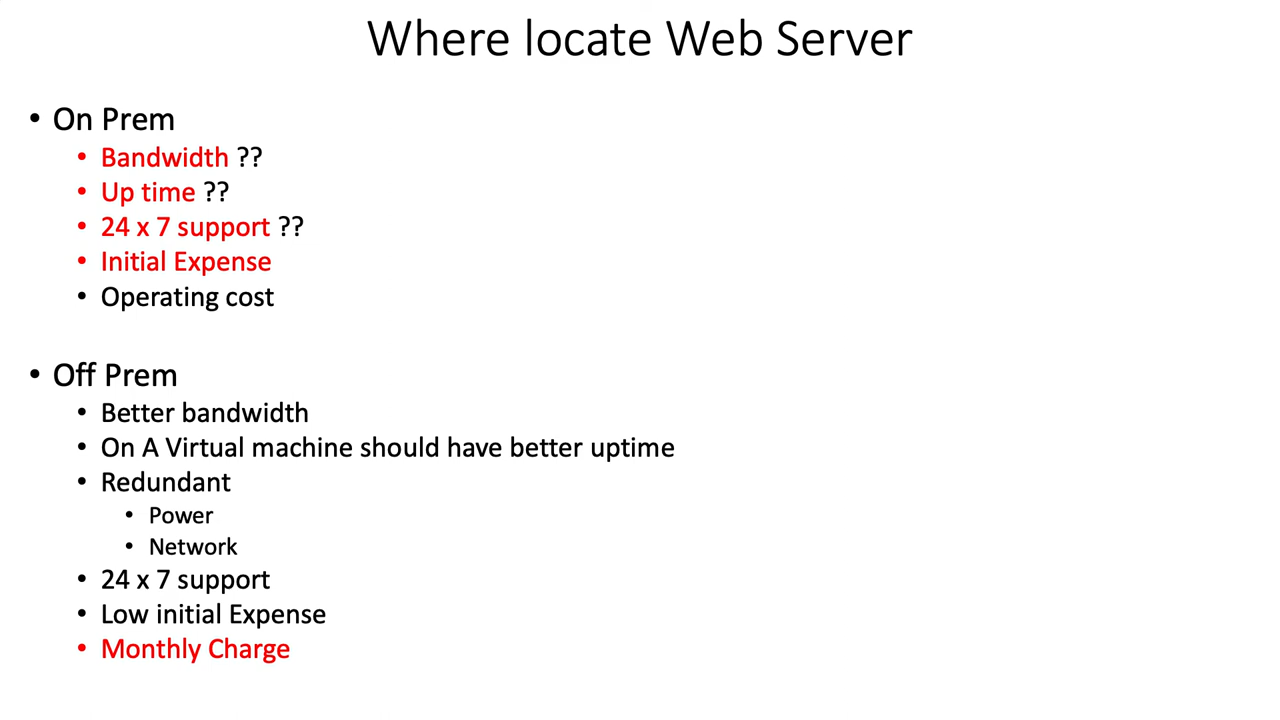 Where locate Web Server
• On Prem
• Bandwidth ??
• Up time ??
• 24 x 7 support ??
• Initial Expense
• Operating cost
• Off Prem
• Better bandwidth
• On A Virtual machine should have better uptime
• Redundant
• Power
• Network
• 24 x 7 support
• Low initial Expense
• Monthly Charge